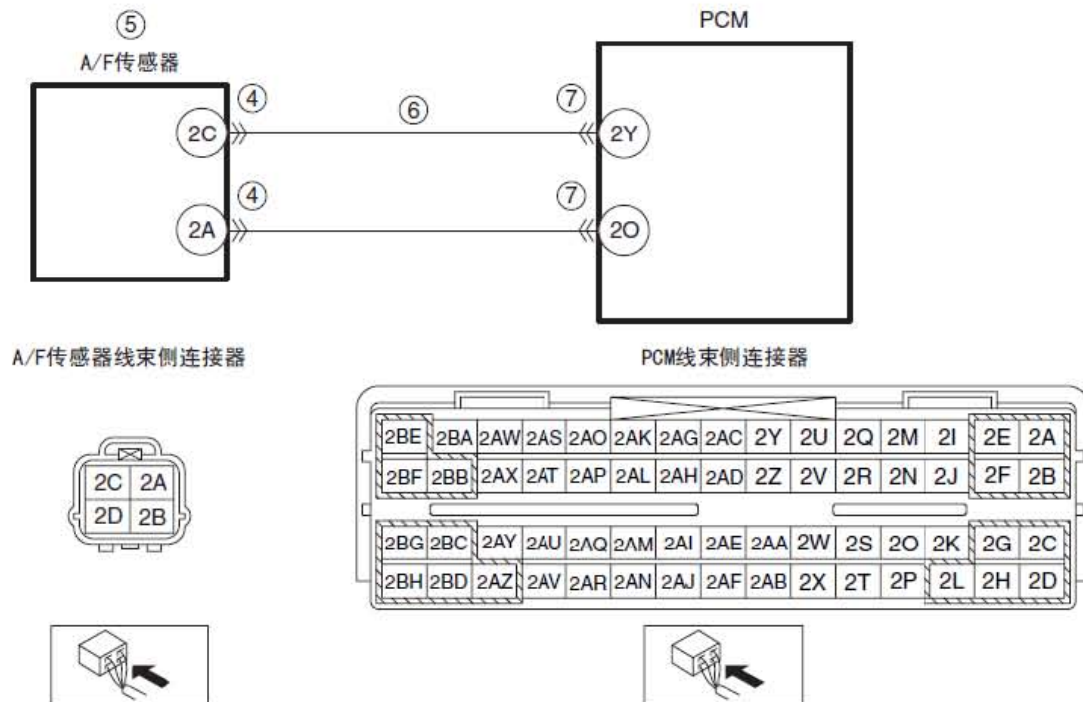 ⑤
A/F传感器
PCM
2C
④
⑥
⑦
2Y
2A
④
⑦
2O
A/F传感器线束侧连接器
PCM线束侧连接器
2C 2A
2D 2B
2BE 2BA 2AW 2AS 2AO 2AK 2AG 2AC 2Y 2U 2Q 2M 2I 2E 2A
2BF 2BB 2AX 2AT 2AP 2AL 2AH 2AD 2Z 2V 2R 2N 2J 2F 2B
2BG 2BC 2AY 2AU 2AQ 2AM 2AI 2AE 2AA 2W 2S 2O 2K 2G 2C
2BH 2BD 2AZ 2AV 2AR 2AN 2AJ 2AF 2AB 2X 2T 2P 2L 2H 2D